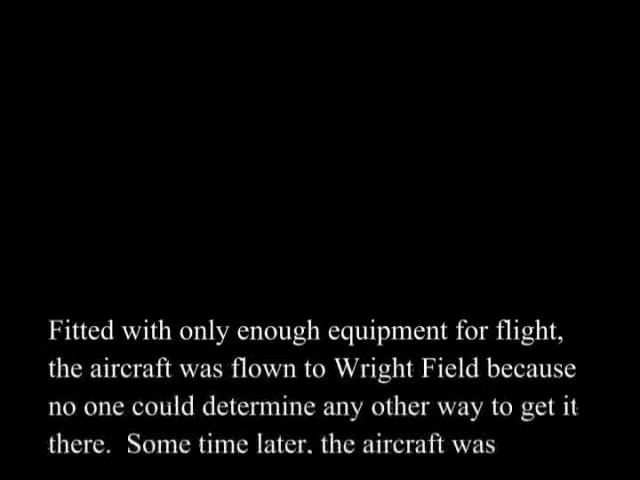 Fitted with only enough equipment for flight,
the aircraft was flown to Wright Field because
no one could determine any other way to get it
there.  Some time later, the aircraft was